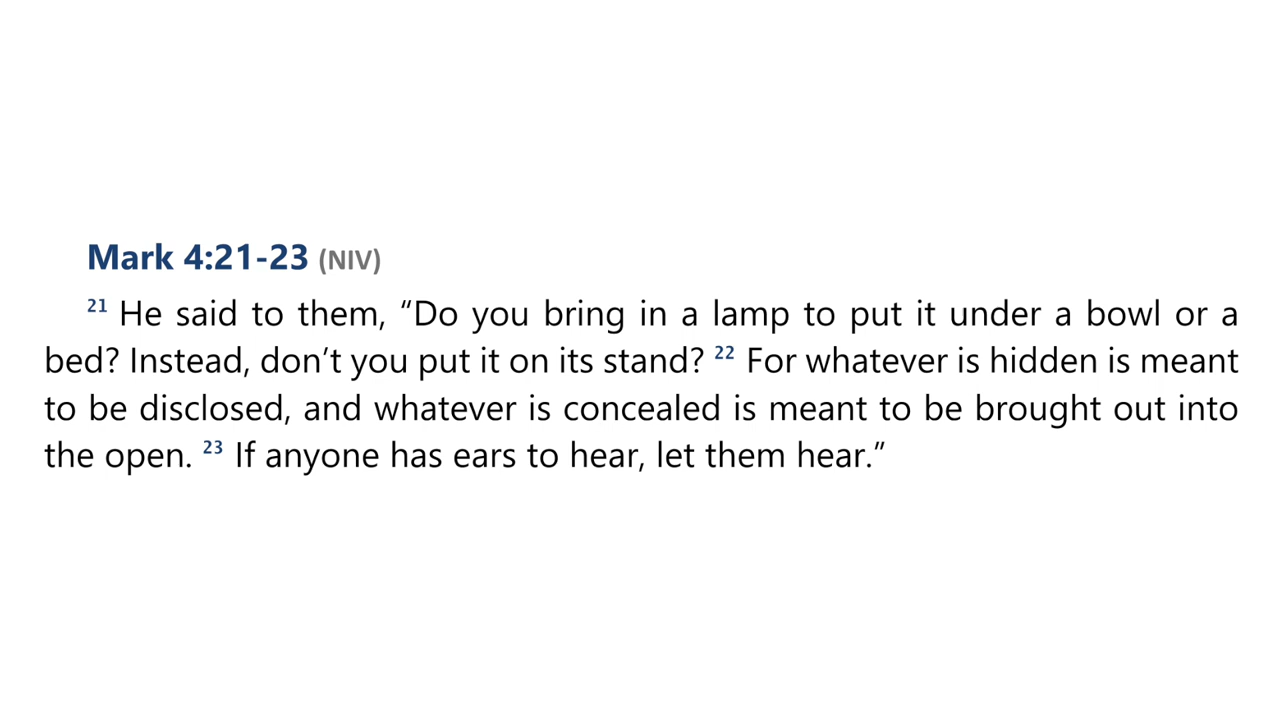 Mark 4:21-23 (NIV)
21 He said to them, “Do you bring in a lamp to put it under a bowl or a
bed? Instead, don’t you put it on its stand? 22 For whatever is hidden is meant
to be disclosed, and whatever is concealed is meant to be brought out into
the open. 23 If anyone has ears to hear, let them hear.”